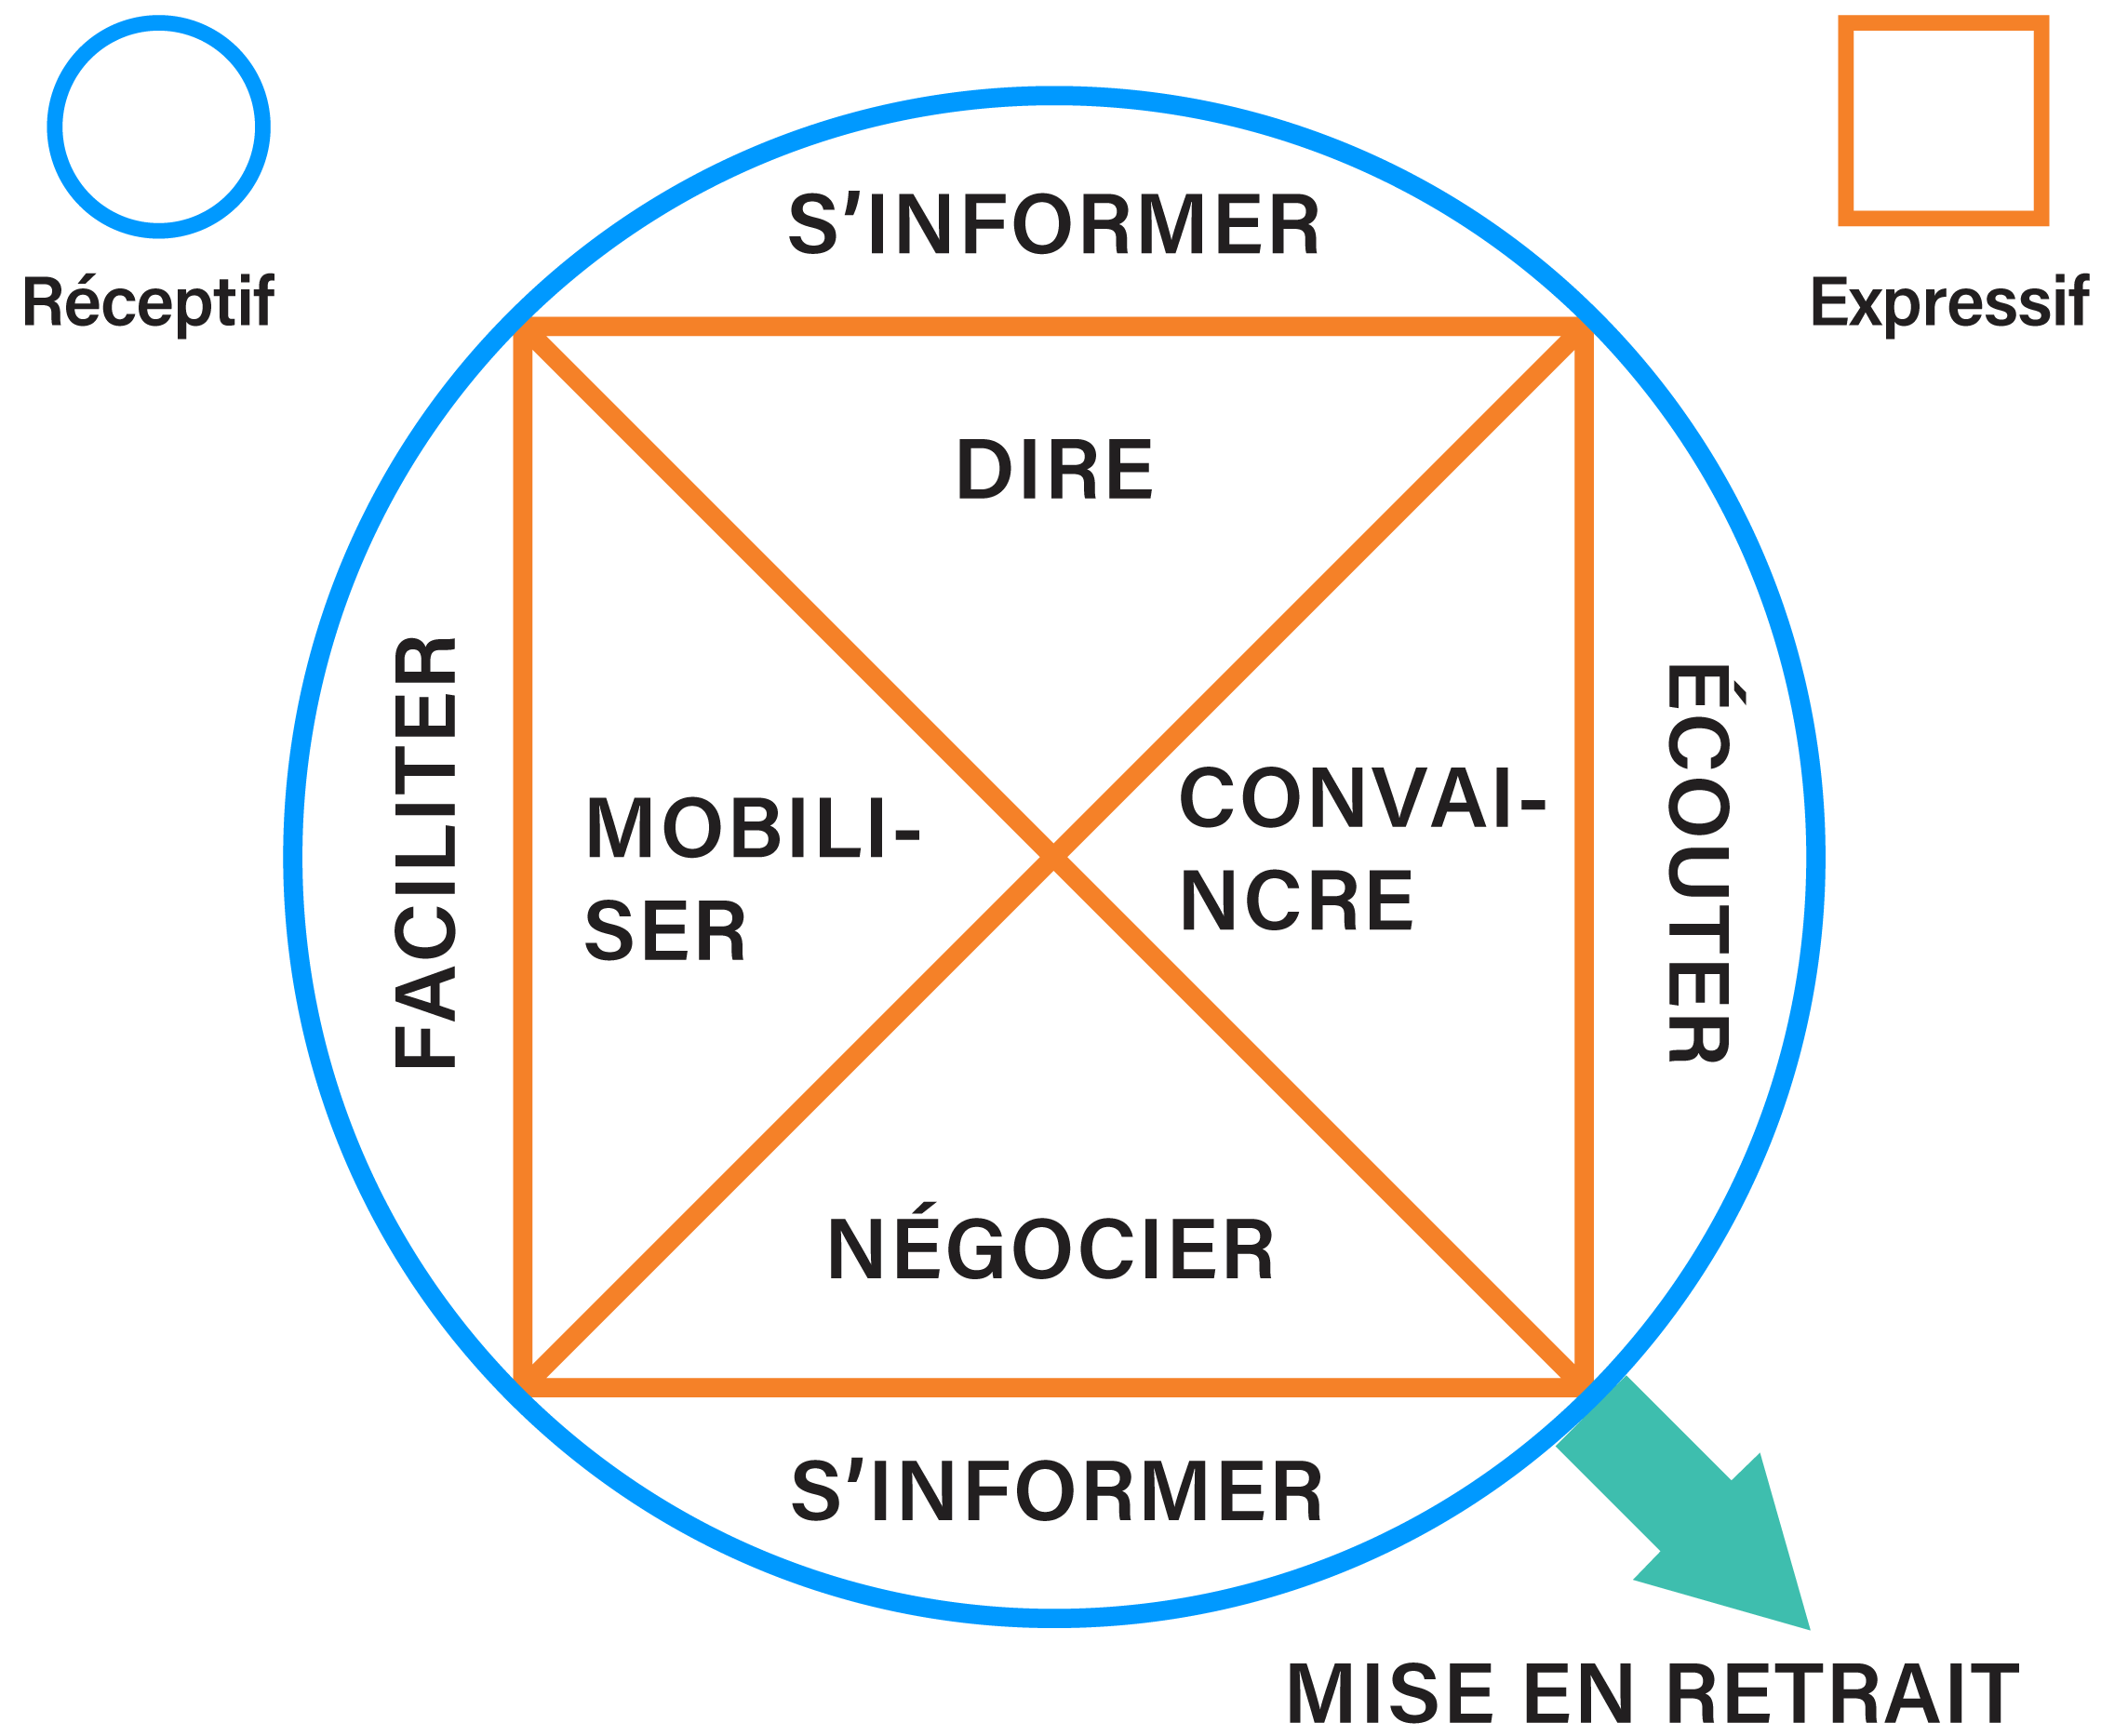 Réceptif
Expressif
S’INFORMER
DIRE
FACILITER
MOBILI-
SER
CONVAI-
NCRE
ÉCOUTER
NÉGOCIER
S’INFORMER
MISE EN RETRAIT